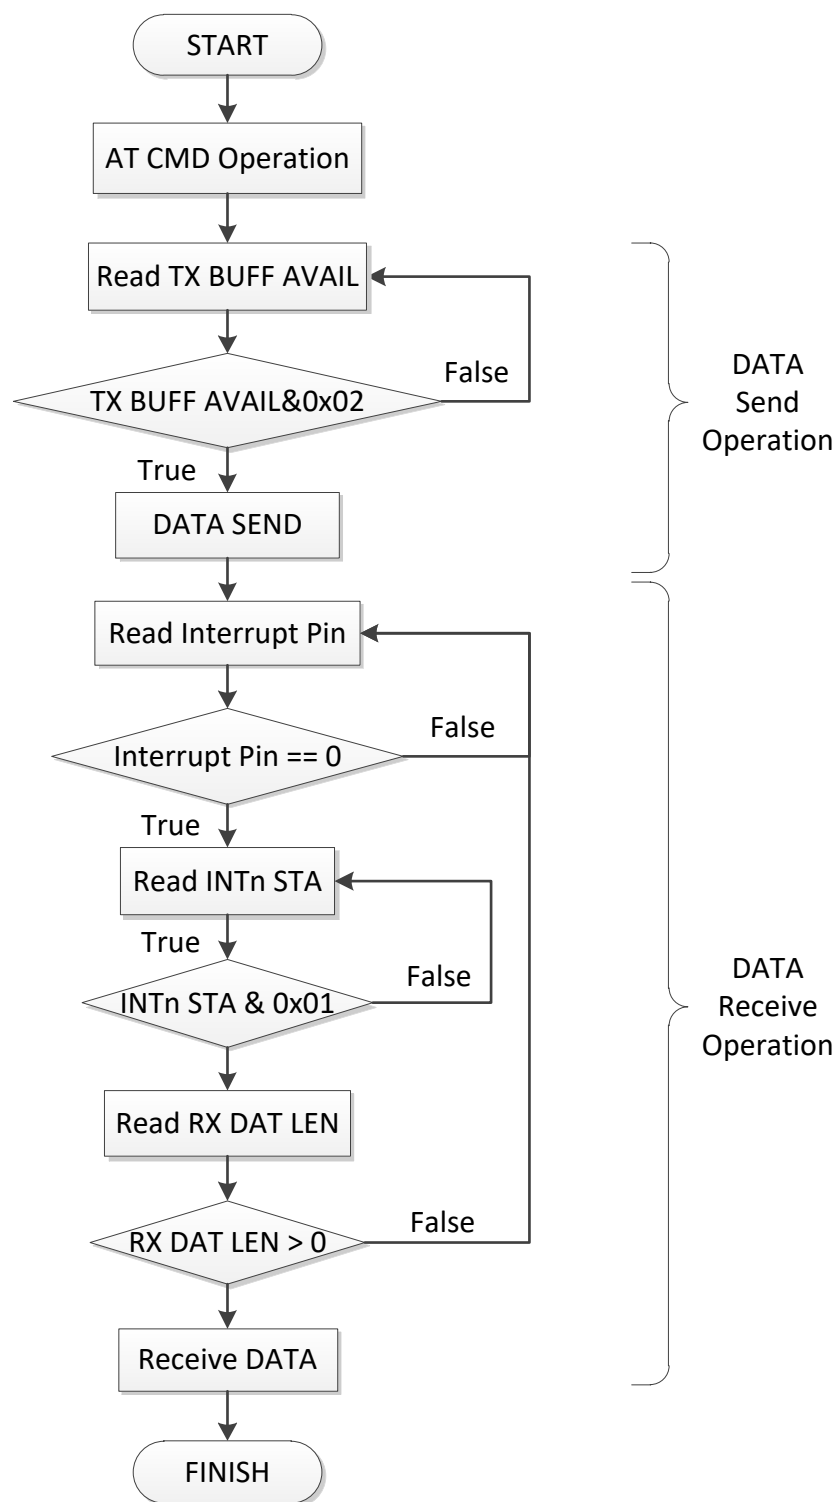 START
AT CMD Operation
Read TX BUFF AVAIL
False
TX BUFF AVAIL&0x02
True
DATA SEND
DATA
Send
Operation
Read Interrupt Pin
False
Interrupt Pin == 0
True
Read INTn STA
True
False
INTn STA & 0x01
Read RX DAT LEN
False
RX DAT LEN > 0
Receive DATA
DATA
Receive
Operation
FINISH